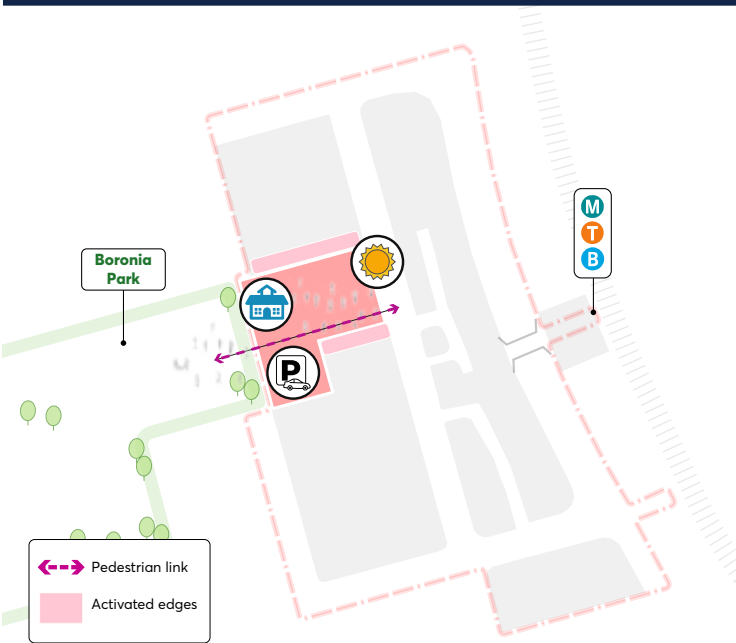 M
T
B
Boronia
Park
P
Pedestrian link
Activated edges